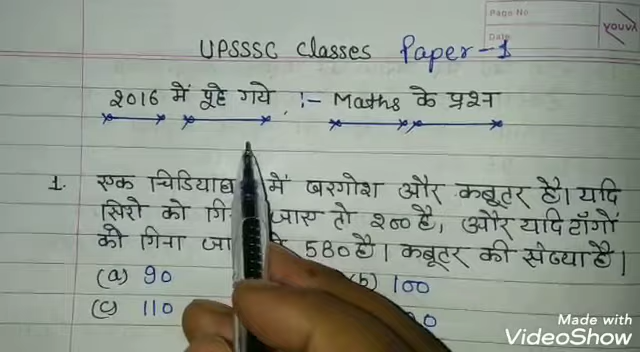 Page No.
Date
YOUVA
UPSSSC Classes Paper-1
2016 में पूछे गये :- Maths के प्रश्न
1. एक में खरगोश और कबूतर है। यदि
सिरो को जाए तो 200 है, और यदि टाँगों
को गिना 580 है। कबूतर की संख्या है।
(a) 90 (b) 100
(c) 110
Made with
VideoShow